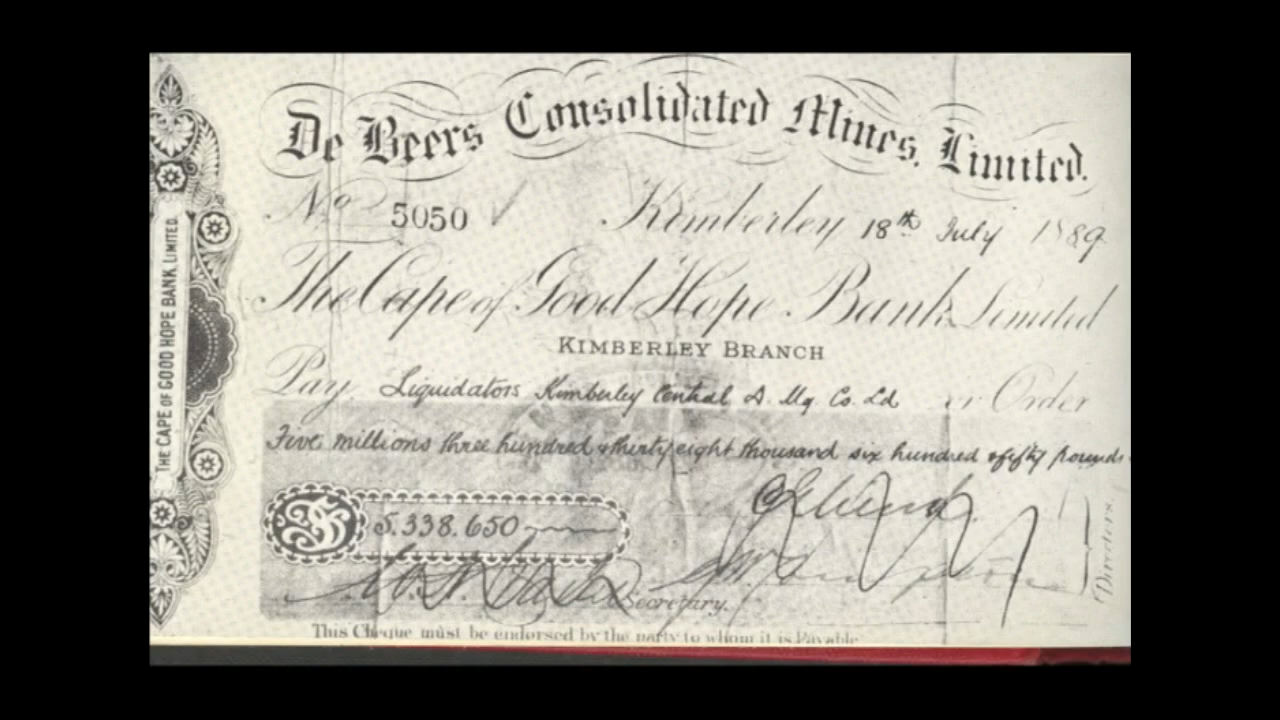 De Beers Consolidated Mines, Limited.
No 5050
Kimberley 18th July 1889
The Cape of Good Hope Bank Limited
KIMBERLEY BRANCH
Pay Liquidators Kimberley Central D. Mg Co. Ld or Order
Five millions three hundred & thirty eight thousand six hundred & fifty pounds
5.338.650
Secretary.
Directors.
This Cheque must be endorsed by the party to whom it is Payable
THE CAPE OF GOOD HOPE BANK, LIMITED.